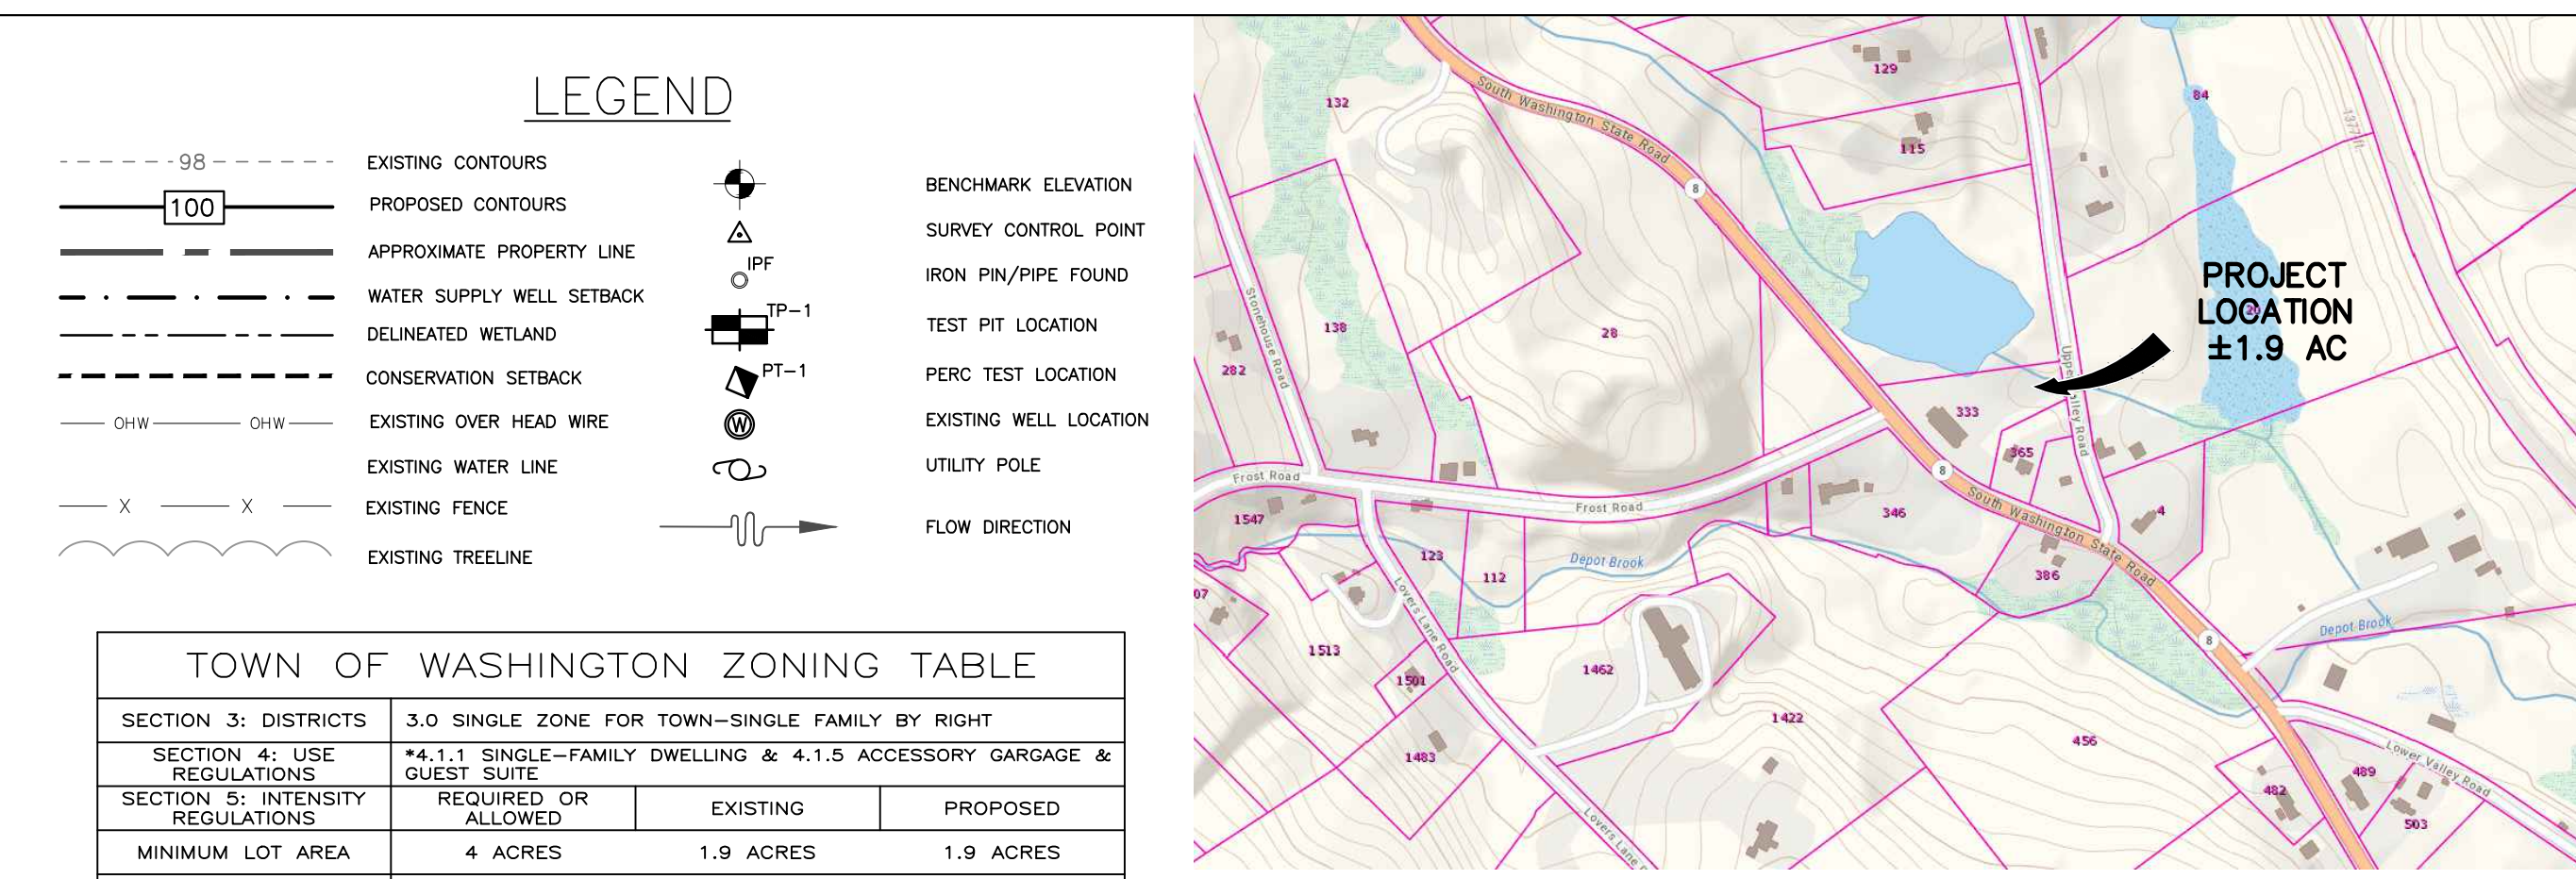 LEGEND
98
EXISTING CONTOURS
100
PROPOSED CONTOURS
APPROXIMATE PROPERTY LINE
WATER SUPPLY WELL SETBACK
DELINEATED WETLAND
CONSERVATION SETBACK
OHW OHW
EXISTING OVER HEAD WIRE
EXISTING WATER LINE
X X
EXISTING FENCE
EXISTING TREELINE
BENCHMARK ELEVATION
SURVEY CONTROL POINT
IPF
IRON PIN/PIPE FOUND
TP-1
TEST PIT LOCATION
PT-1
PERC TEST LOCATION
W
EXISTING WELL LOCATION
UTILITY POLE
FLOW DIRECTION
TOWN OF WASHINGTON ZONING TABLE
SECTION 3: DISTRICTS
3.0 SINGLE ZONE FOR TOWN-SINGLE FAMILY BY RIGHT
SECTION 4: USE
REGULATIONS
*4.1.1 SINGLE-FAMILY DWELLING & 4.1.5 ACCESSORY GARGAGE &
GUEST SUITE
SECTION 5: INTENSITY
REGULATIONS
REQUIRED OR
ALLOWED
EXISTING
PROPOSED
MINIMUM LOT AREA
4 ACRES
1.9 ACRES
1.9 ACRES
132
129
84
1377ft
South Washington State Road
115
8
PROJECT
LOCATION
±1.9 AC
Stonehouse Road
138
28
282
333
365
Frost Road
8
1547
Frost Road
346
South Washington State Road
4
123
112
Depot Brook
386
07
Lovers Lane Road
1513
8
Depot Brook
1501
1462
1422
456
1483
Lower Valley Road
489
482
503
Lovers Lane